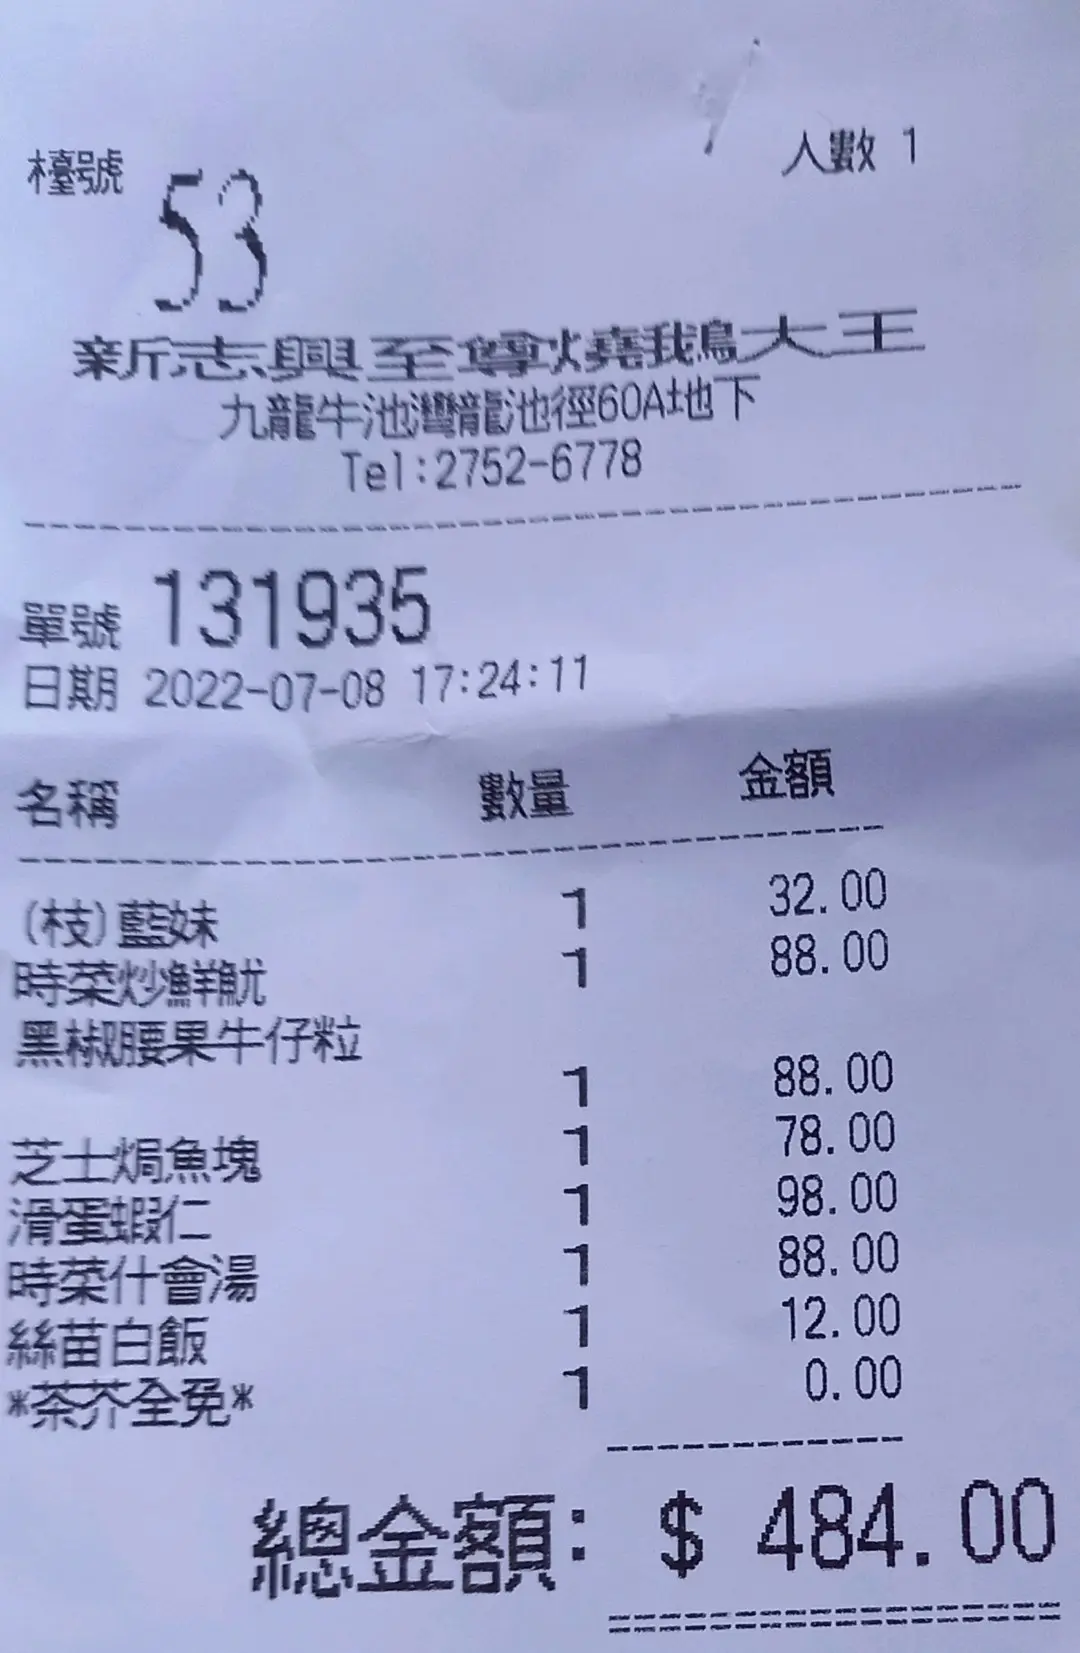 檯號 53 人數 1
新志興至尊燒鵝大王
九龍牛池灣龍池徑60A地下
Tel:2752-6778
單號 131935
日期 2022-07-08 17:24:11
名稱 數量 金額
(枝)藍妹 1 32.00
時菜炒鮮魷 1 88.00
黑椒腰果牛仔粒
1 88.00
芝士焗魚塊 1 78.00
滑蛋蝦仁 1 98.00
時菜什會湯 1 88.00
絲苗白飯 1 12.00
*茶芥全免* 1 0.00
總金額: $ 484.00